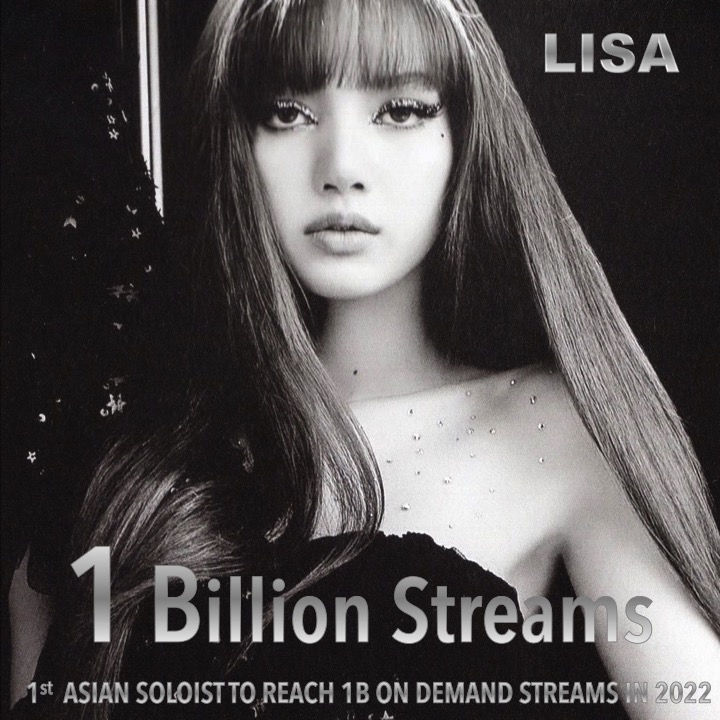 LISA
1 Billion Streams
1st ASIAN SOLOIST TO REACH 1B ON DEMAND STREAMS IN 2022